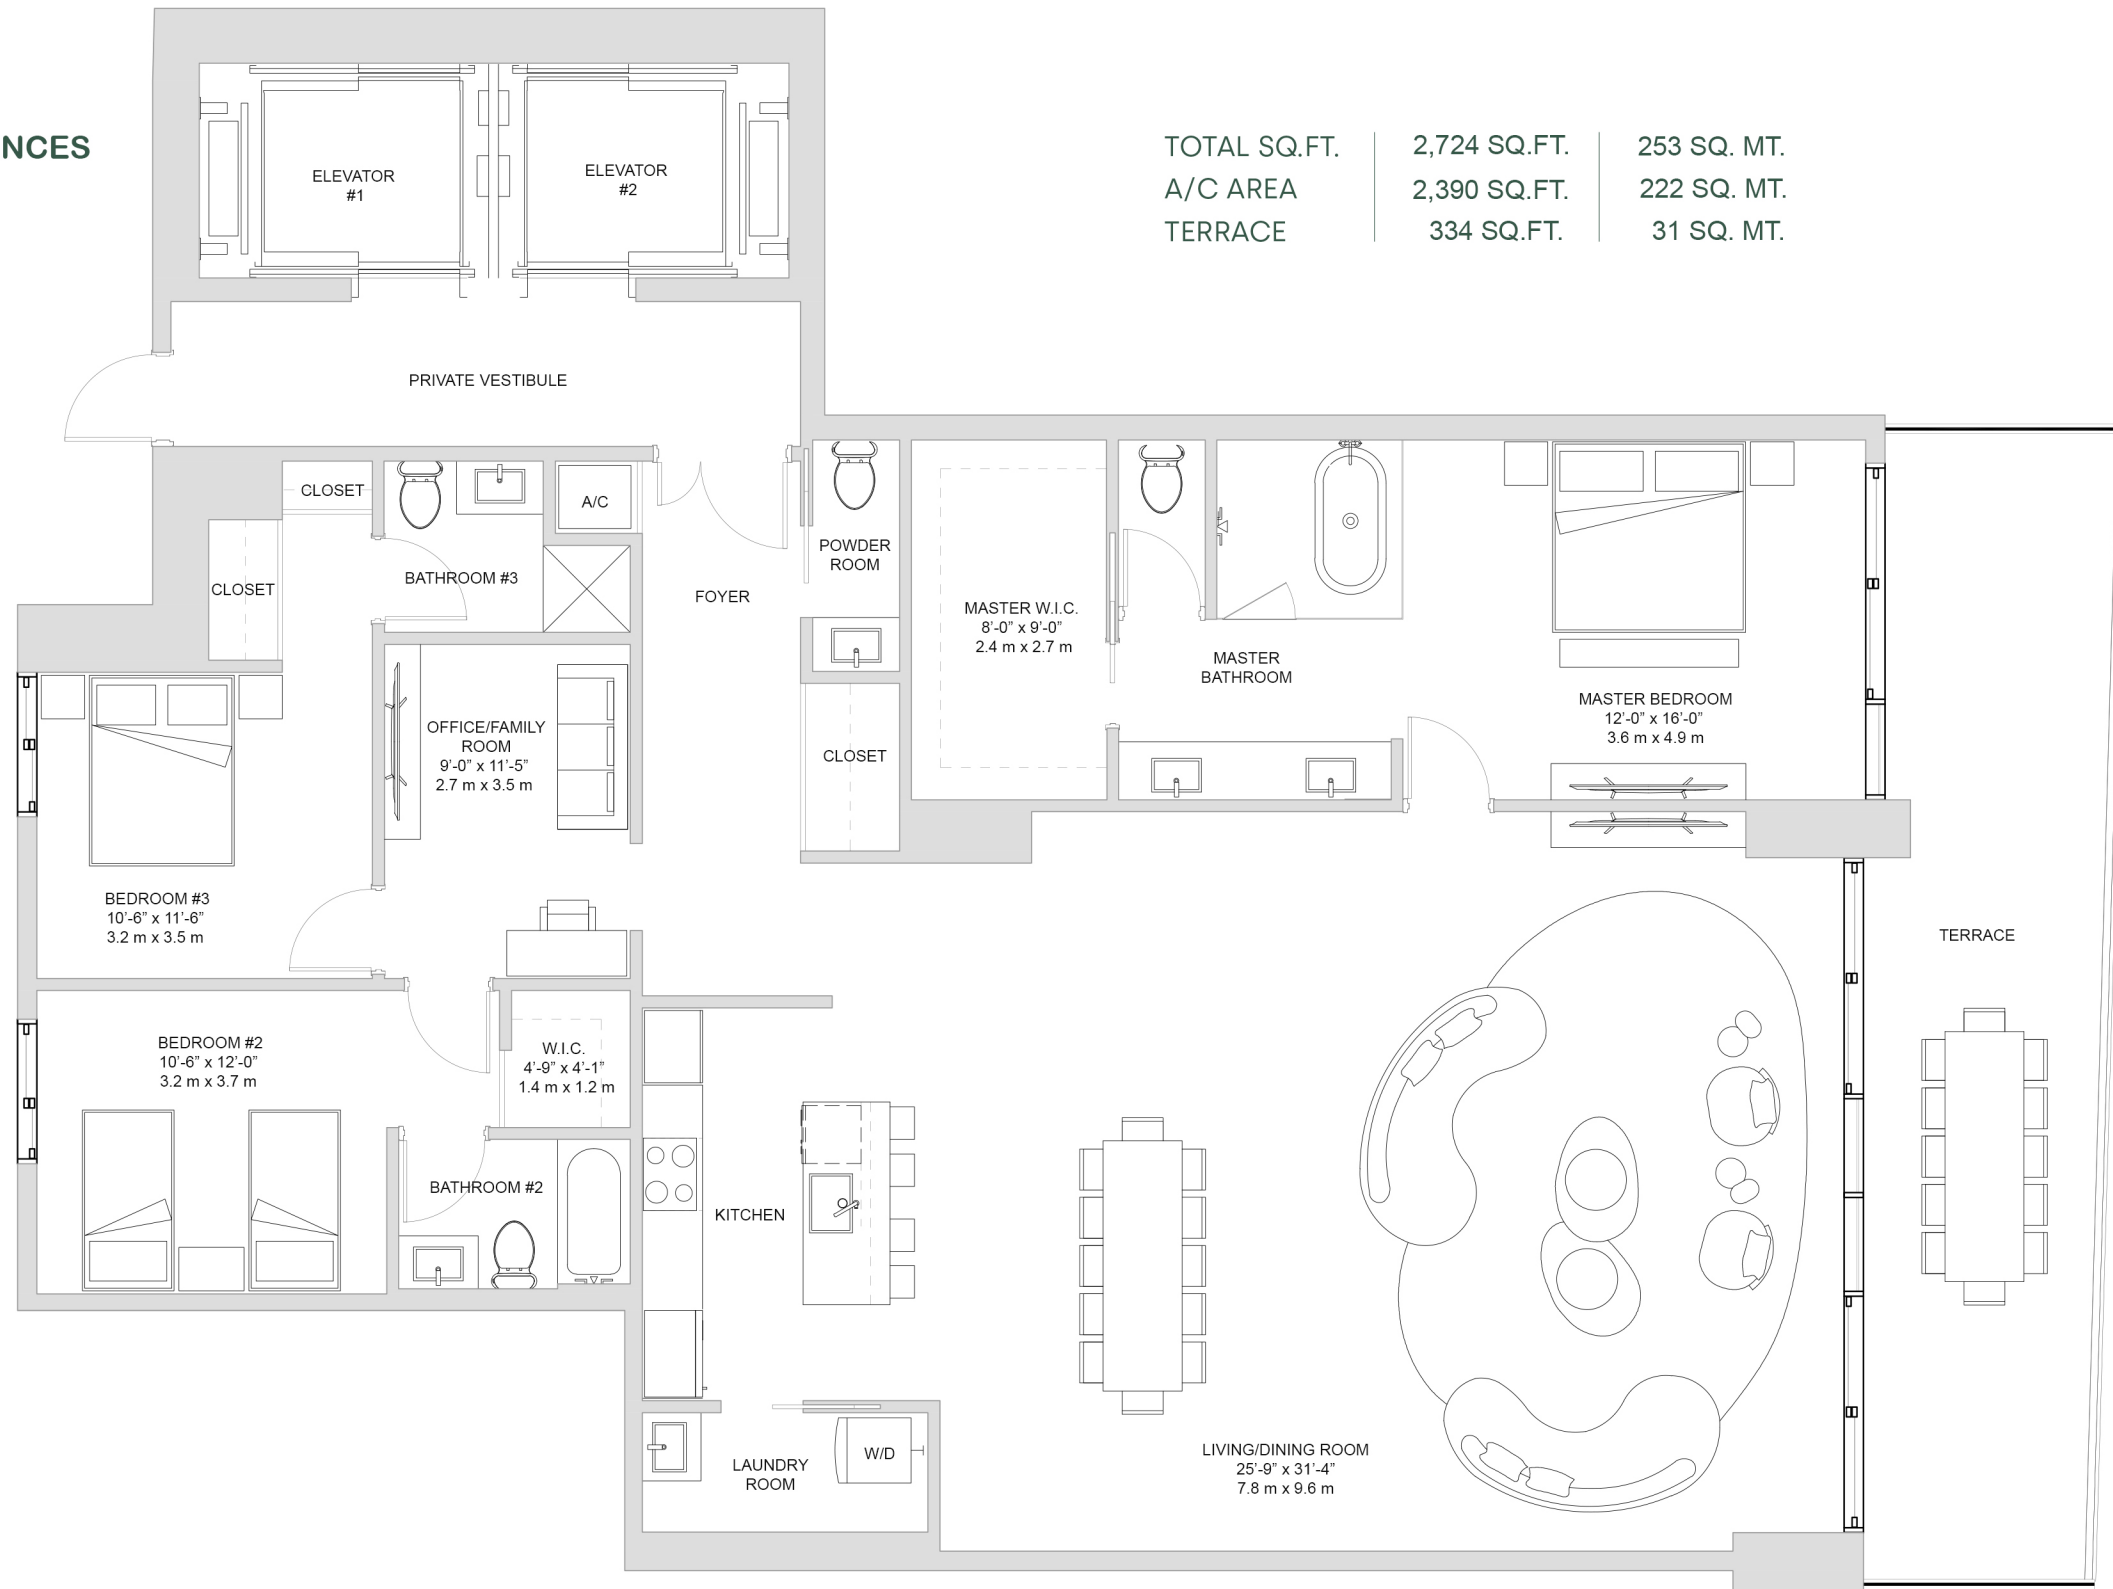 NCES
TOTAL SQ.FT. 2,724 SQ.FT. 253 SQ. MT.
A/C AREA 2,390 SQ.FT. 222 SQ. MT.
TERRACE 334 SQ.FT. 31 SQ. MT.
ELEVATOR
#1
ELEVATOR
#2
PRIVATE VESTIBULE
CLOSET
CLOSET
BATHROOM #3
A/C
FOYER
POWDER
ROOM
CLOSET
MASTER W.I.C.
8'-0" x 9'-0"
2.4 m x 2.7 m
MASTER
BATHROOM
MASTER BEDROOM
12'-0" x 16'-0"
3.6 m x 4.9 m
OFFICE/FAMILY
ROOM
9'-0" x 11'-5"
2.7 m x 3.5 m
BEDROOM #3
10'-6" x 11'-6"
3.2 m x 3.5 m
TERRACE
BEDROOM #2
10'-6" x 12'-0"
3.2 m x 3.7 m
W.I.C.
4'-9" x 4'-1"
1.4 m x 1.2 m
BATHROOM #2
KITCHEN
LAUNDRY
ROOM
W/D
LIVING/DINING ROOM
25'-9" x 31'-4"
7.8 m x 9.6 m